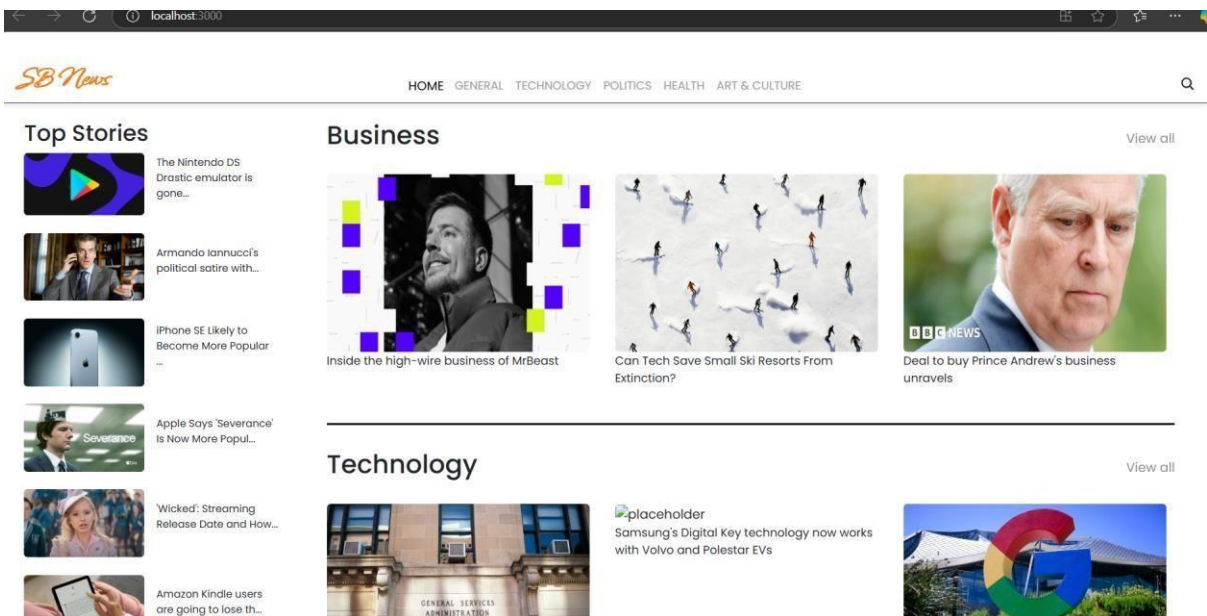 localhost:3000
SB News
HOME GENERAL TECHNOLOGY POLITICS HEALTH ART & CULTURE
Top Stories
The Nintendo DS
Drastic emulator is
gone...
Armando Iannucci's
political satire with...
iPhone SE Likely to
Become More Popular
...
Severance
Apple Says 'Severance'
Is Now More Popul...
'Wicked': Streaming
Release Date and How...
Amazon Kindle users
are going to lose th...
Business
View all
Inside the high-wire business of MrBeast
Can Tech Save Small Ski Resorts From
Extinction?
BBC NEWS
Deal to buy Prince Andrew's business
unravels
Technology
View all
GENERAL SERVICES
ADMINISTRATION
placeholder
Samsung's Digital Key technology now works
with Volvo and Polestar EVs